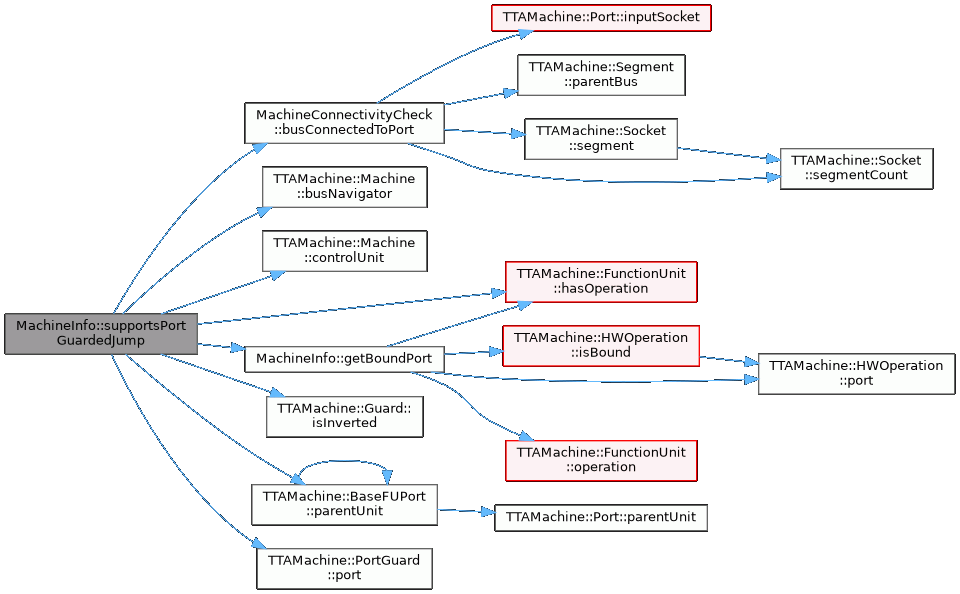 TTAMachine::Port::inputSocket
TTAMachine::Segment
::parentBus
MachineConnectivityCheck
::busConnectedToPort
TTAMachine::Socket
::segment
TTAMachine::Socket
::segmentCount
TTAMachine::Machine
::busNavigator
TTAMachine::Machine
::controlUnit
TTAMachine::FunctionUnit
::hasOperation
MachineInfo::supportsPort
GuardedJump
TTAMachine::HWOperation
::isBound
MachineInfo::getBoundPort
TTAMachine::HWOperation
::port
TTAMachine::Guard::
isInverted
TTAMachine::FunctionUnit
::operation
TTAMachine::BaseFUPort
::parentUnit
TTAMachine::Port::parentUnit
TTAMachine::PortGuard
::port